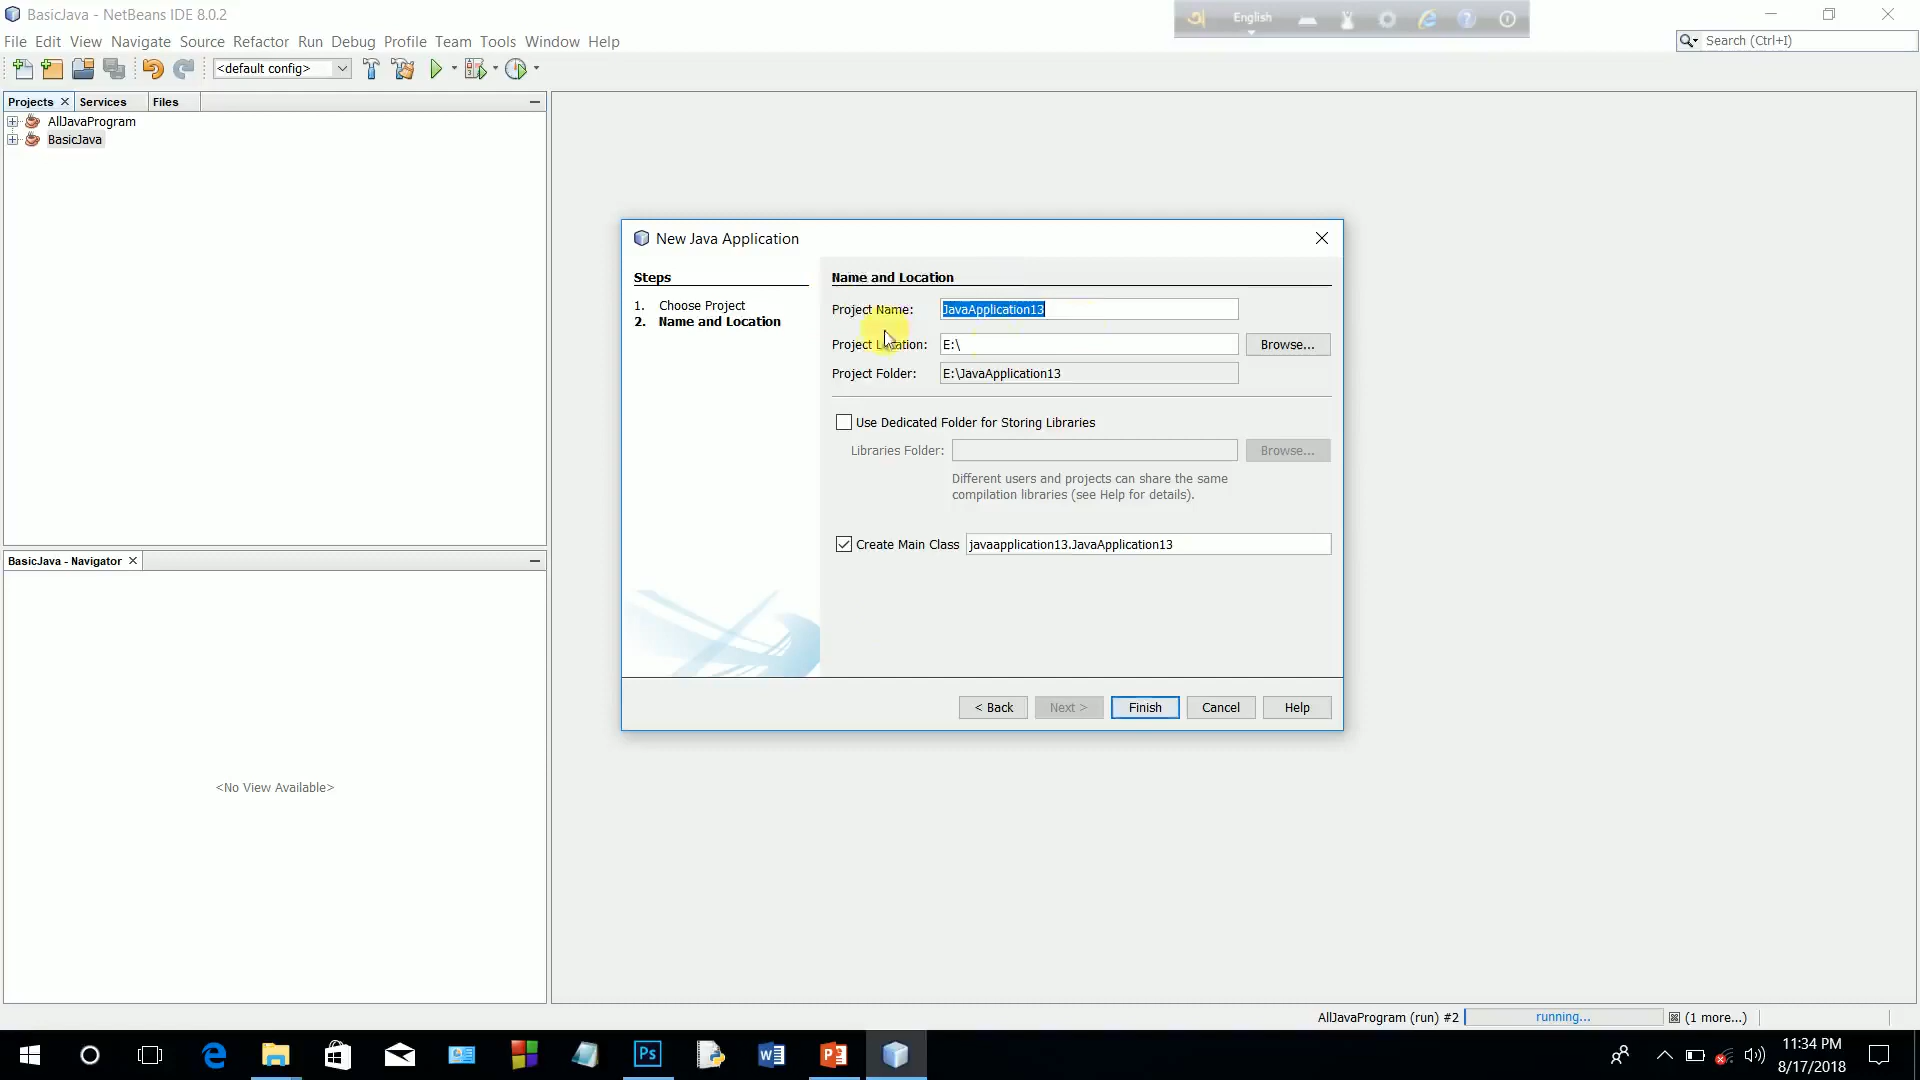 BasicJava - NetBeans IDE 8.0.2
English
File Edit View Navigate Source Refactor Run Debug Profile Team Tools Window Help
Search (Ctrl+I)
<default config>
Projects Services Files
AllJavaProgram
BasicJava
New Java Application
Steps
1. Choose Project
2. Name and Location
Name and Location
Project Name: JavaApplication13
Project Location: E:\ Browse...
Project Folder: E:\JavaApplication13
Use Dedicated Folder for Storing Libraries
Libraries Folder: Browse...
Different users and projects can share the same
compilation libraries (see Help for details).
Create Main Class javaapplication13.JavaApplication13
< Back Next > Finish Cancel Help
BasicJava - Navigator
<No View Available>
AllJavaProgram (run) #2 running... (1 more...)
Ps
11:34 PM
8/17/2018